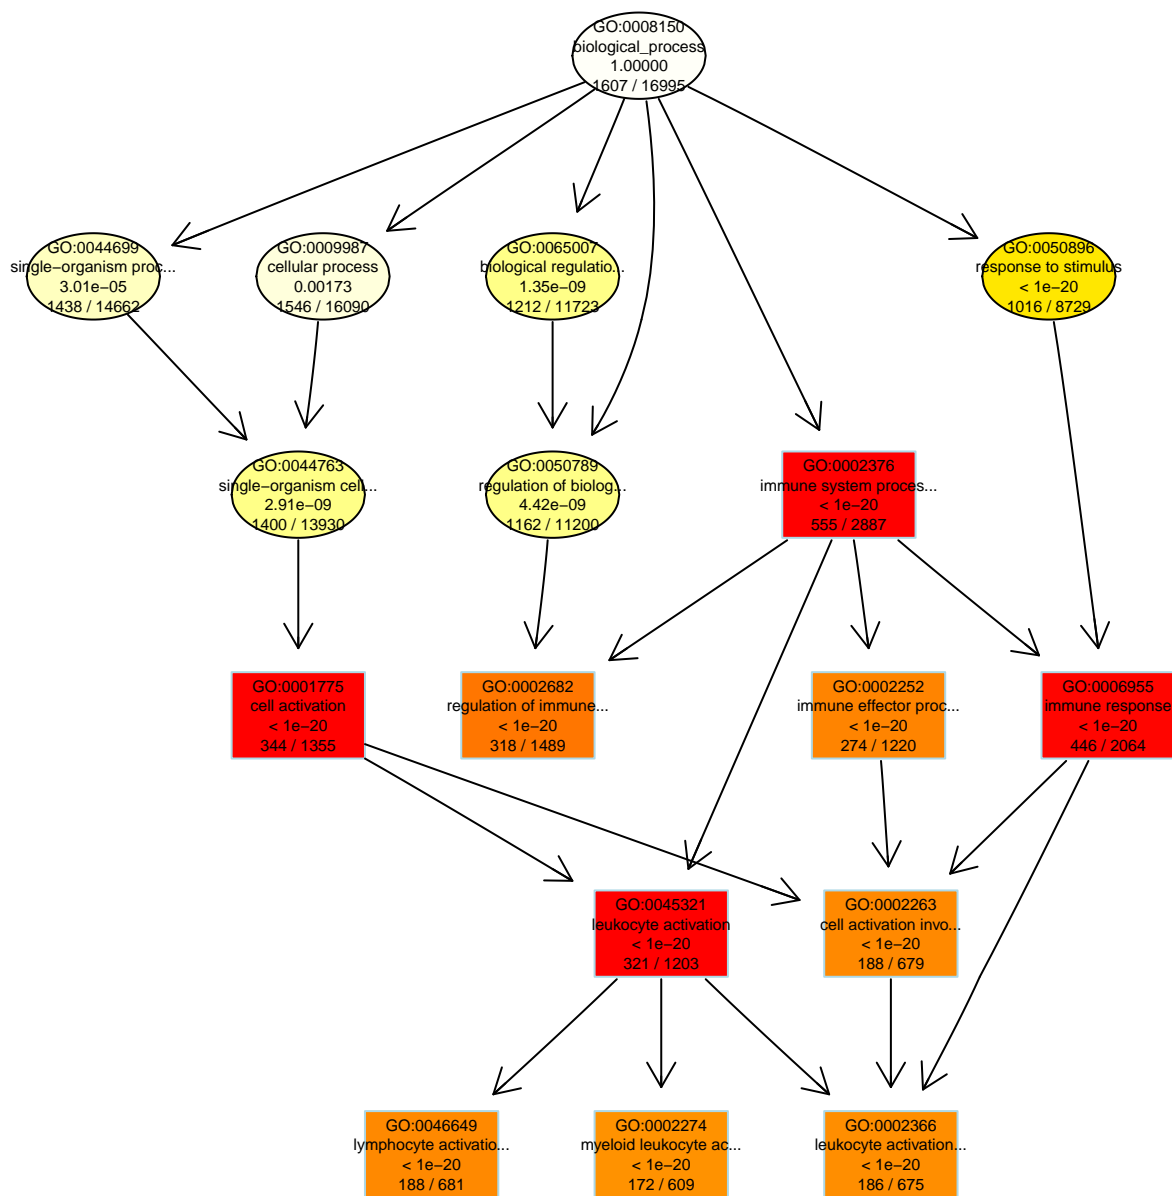 GO:0008150
biological_process
1.00000
1607 / 16995
GO:0044699
single−organism proc...
3.01e−05
1438 / 14662
GO:0009987
cellular process
0.00173
1546 / 16090
GO:0065007
biological regulatio...
1.35e−09
1212 / 11723
GO:0050896
response to stimulus
< 1e−20
1016 / 8729
GO:0044763
single−organism cell...
2.91e−09
1400 / 13930
GO:0050789
regulation of biolog...
4.42e−09
1162 / 11200
GO:0002376
immune system proces...
< 1e−20
555 / 2887
GO:0001775
cell activation
< 1e−20
344 / 1355
GO:0002682
regulation of immune...
< 1e−20
318 / 1489
GO:0002252
immune effector proc...
< 1e−20
274 / 1220
GO:0006955
immune response
< 1e−20
446 / 2064
GO:0045321
leukocyte activation
< 1e−20
321 / 1203
GO:0002263
cell activation invo...
< 1e−20
188 / 679
GO:0046649
lymphocyte activatio...
< 1e−20
188 / 681
GO:0002274
myeloid leukocyte ac...
< 1e−20
172 / 609
GO:0002366
leukocyte activation...
< 1e−20
186 / 675